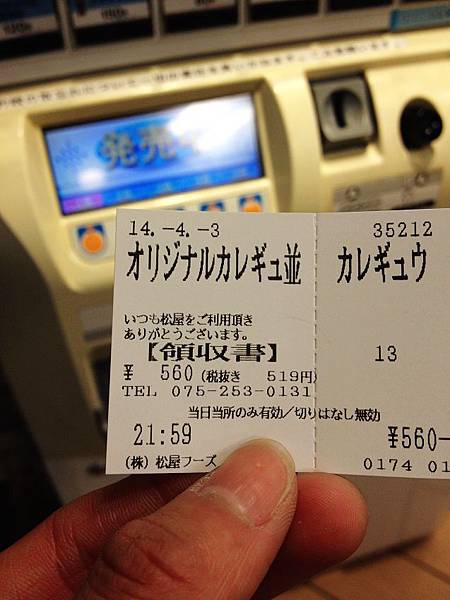 発売
14.-4.-3
オリジナルカレギュ並
いつも松屋をご利用頂き
ありがとうございます。
【領収書】
¥ 560 (税抜き 519円)
TEL 075-253-0131
当日当所のみ有効/切りはなし無効
21:59
(株) 松屋フーズ
35212
カレギュウ
13
¥560-
0174 01